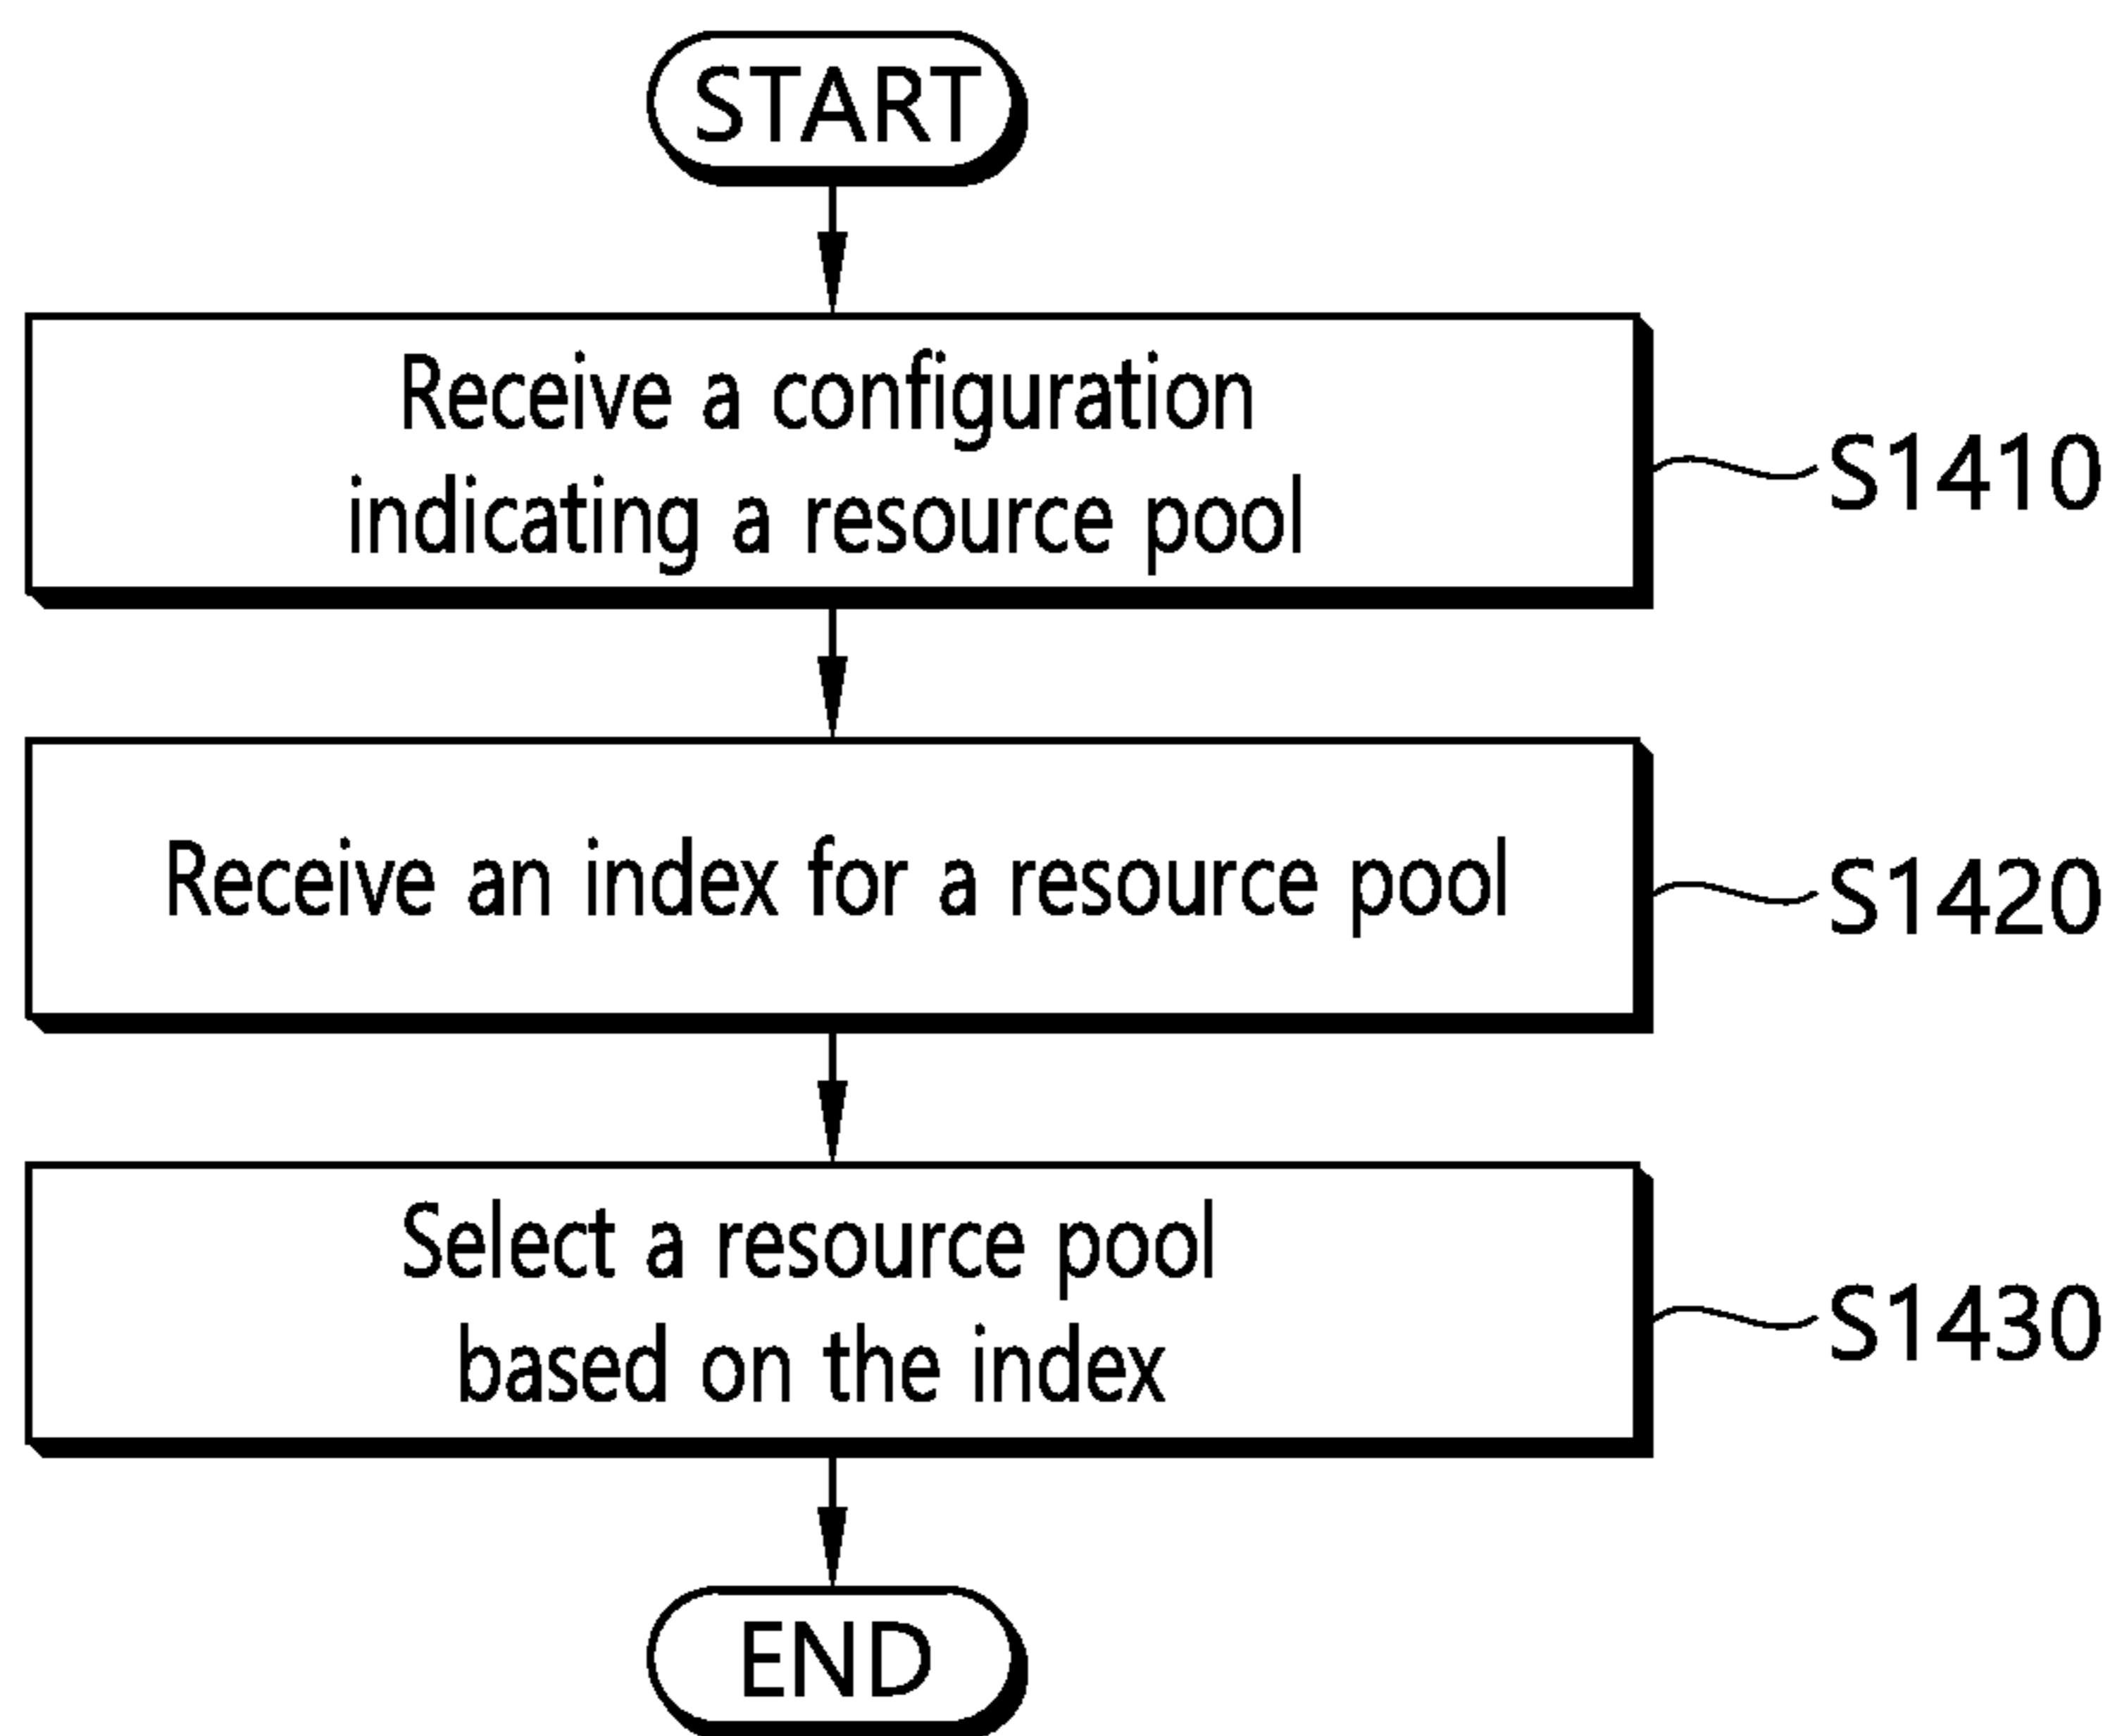 START
Receive a configuration
indicating a resource pool
S1410
Receive an index for a resource pool
S1420
Select a resource pool
based on the index
S1430
END